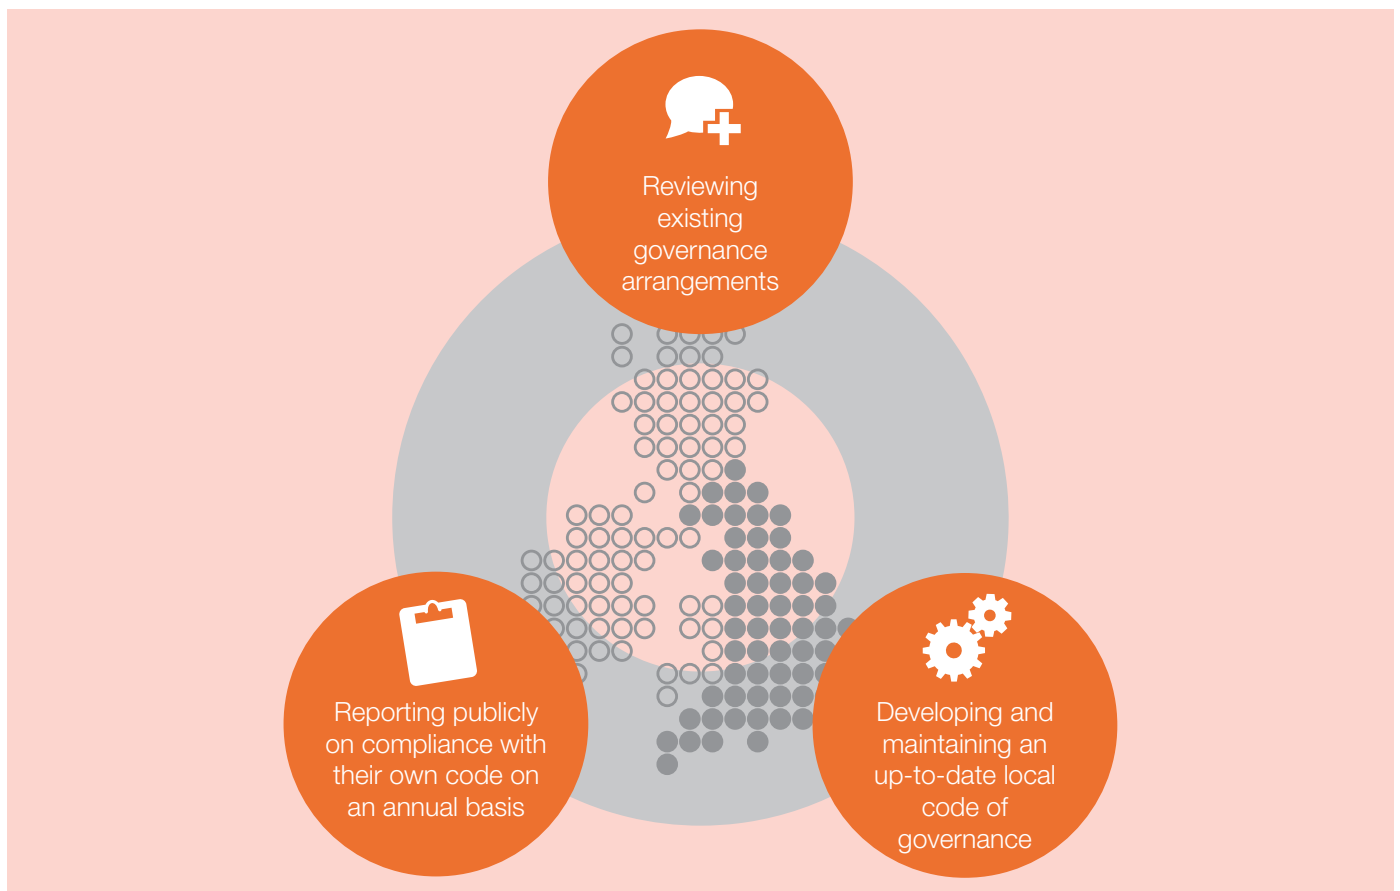 Reviewing
existing
governance
arrangements
Reporting publicly
on compliance with
their own code on
an annual basis
Developing and
maintaining an
up-to-date local
code of
governance